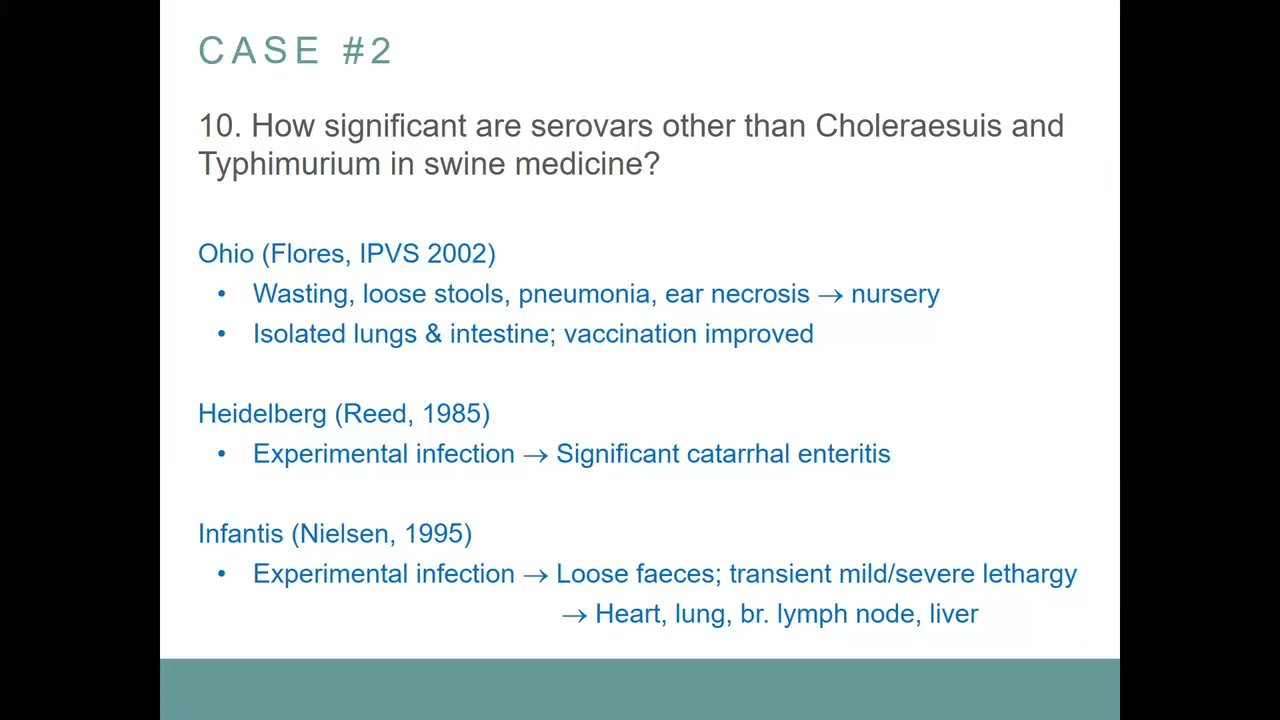 CASE #2
10. How significant are serovars other than Choleraesuis and
Typhimurium in swine medicine?
Ohio (Flores, IPVS 2002)
• Wasting, loose stools, pneumonia, ear necrosis → nursery
• Isolated lungs & intestine; vaccination improved
Heidelberg (Reed, 1985)
• Experimental infection → Significant catarrhal enteritis
Infantis (Nielsen, 1995)
• Experimental infection → Loose faeces; transient mild/severe lethargy
→ Heart, lung, br. lymph node, liver